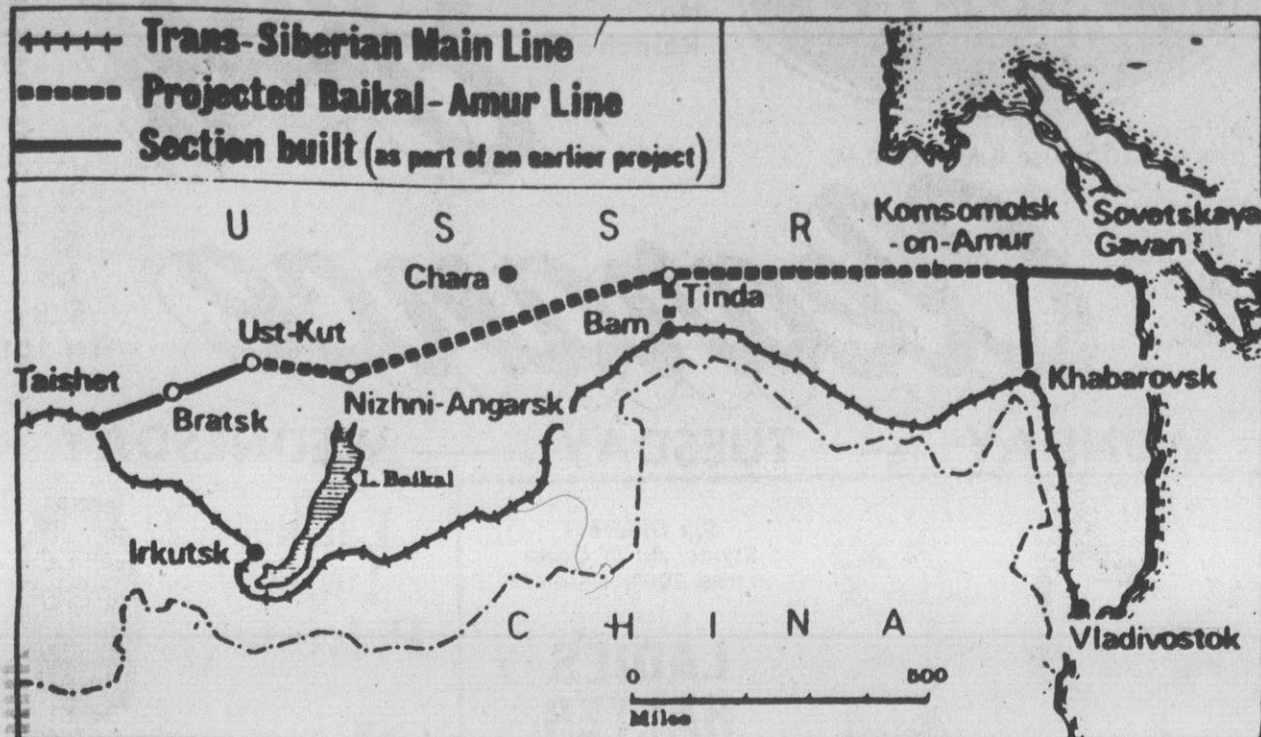 Trans-Siberian Main Line
Projected Baikal-Amur Line
Section built (as part of an earlier project)
U S S R
Komsomolsk
-on-Amur
Sovetskaya
Gavan
Chara
Tinda
Bam
Ust-Kut
Taishet
Bratsk
Nizhni-Angarsk
Khabarovsk
L. Baikal
Irkutsk
C H I N A
Vladivostok
0 500
Miles